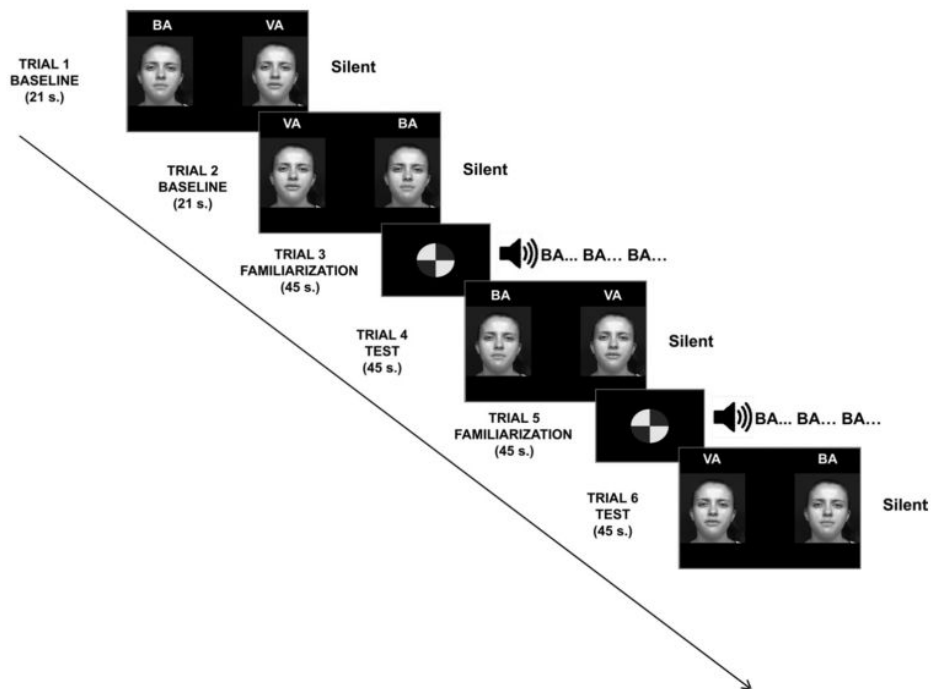 BA VA
TRIAL 1
BASELINE
(21 s.)
Silent
VA BA
TRIAL 2
BASELINE
(21 s.)
Silent
TRIAL 3
FAMILIARIZATION
(45 s.)
BA... BA... BA...
BA VA
TRIAL 4
TEST
(45 s.)
Silent
TRIAL 5
FAMILIARIZATION
(45 s.)
BA... BA... BA...
VA BA
TRIAL 6
TEST
(45 s.)
Silent